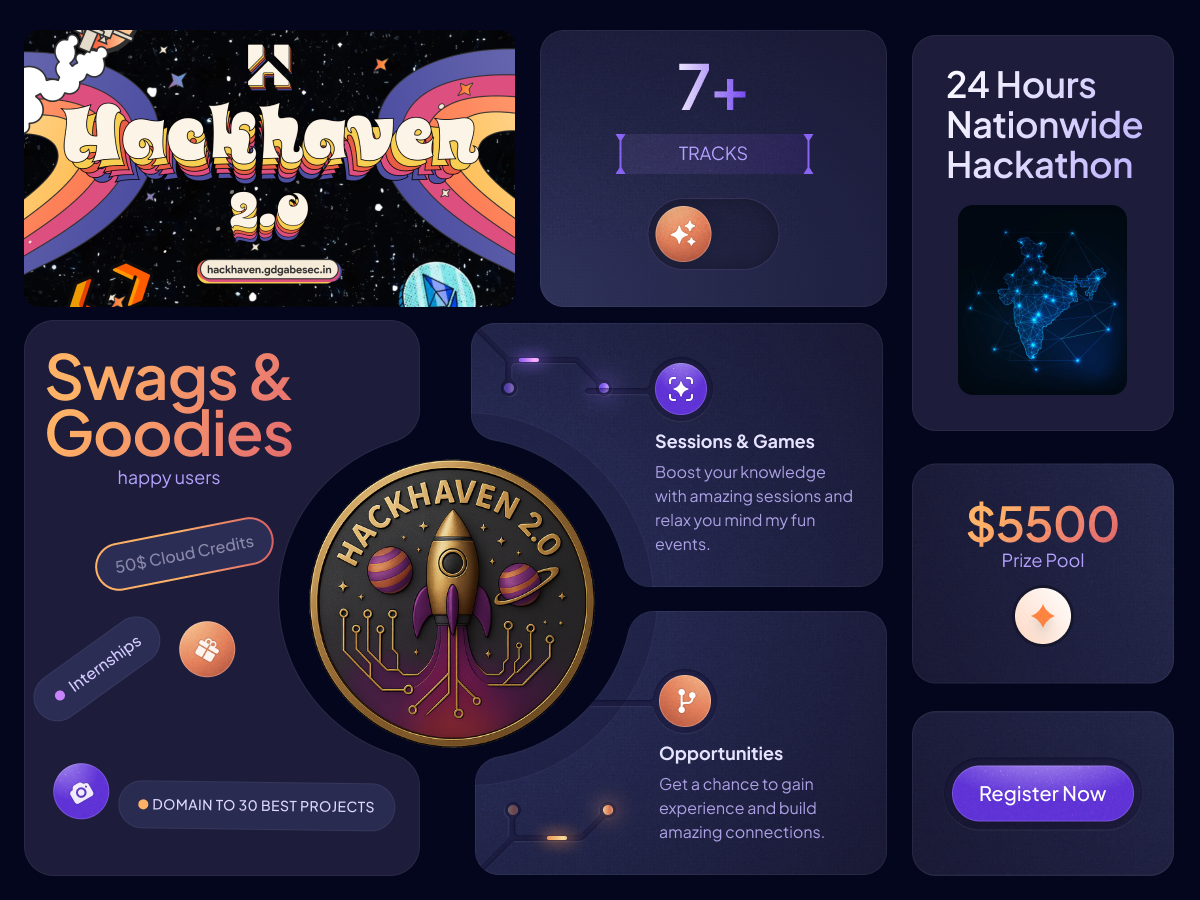 Hackhaven
2.0
hackhaven.gdgabesec.in
7+
TRACKS
24 Hours
Nationwide
Hackathon
Swags &
Goodies
happy users
50$ Cloud Credits
Internships
DOMAIN TO 30 BEST PROJECTS
HACKHAVEN 2.0
Sessions & Games
Boost your knowledge
with amazing sessions and
relax you mind my fun
events.
Opportunities
Get a chance to gain
experience and build
amazing connections.
$5500
Prize Pool
Register Now